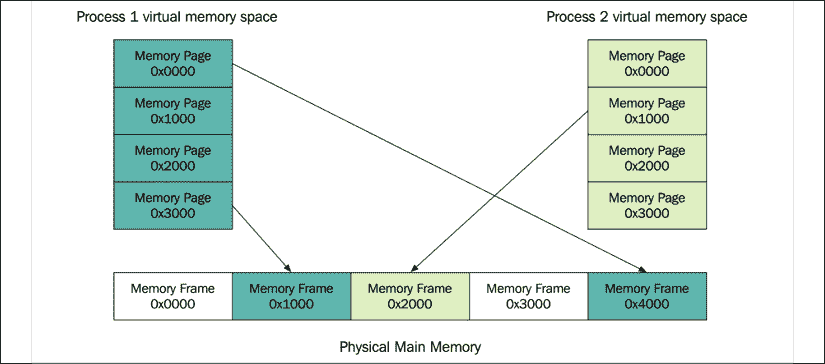 Process 1 virtual memory space
Process 2 virtual memory space
Memory Page
0x0000
Memory Page
0x1000
Memory Page
0x2000
Memory Page
0x3000
Memory Page
0x0000
Memory Page
0x1000
Memory Page
0x2000
Memory Page
0x3000
Memory Frame
0x0000
Memory Frame
0x1000
Memory Frame
0x2000
Memory Frame
0x3000
Memory Frame
0x4000
Physical Main Memory